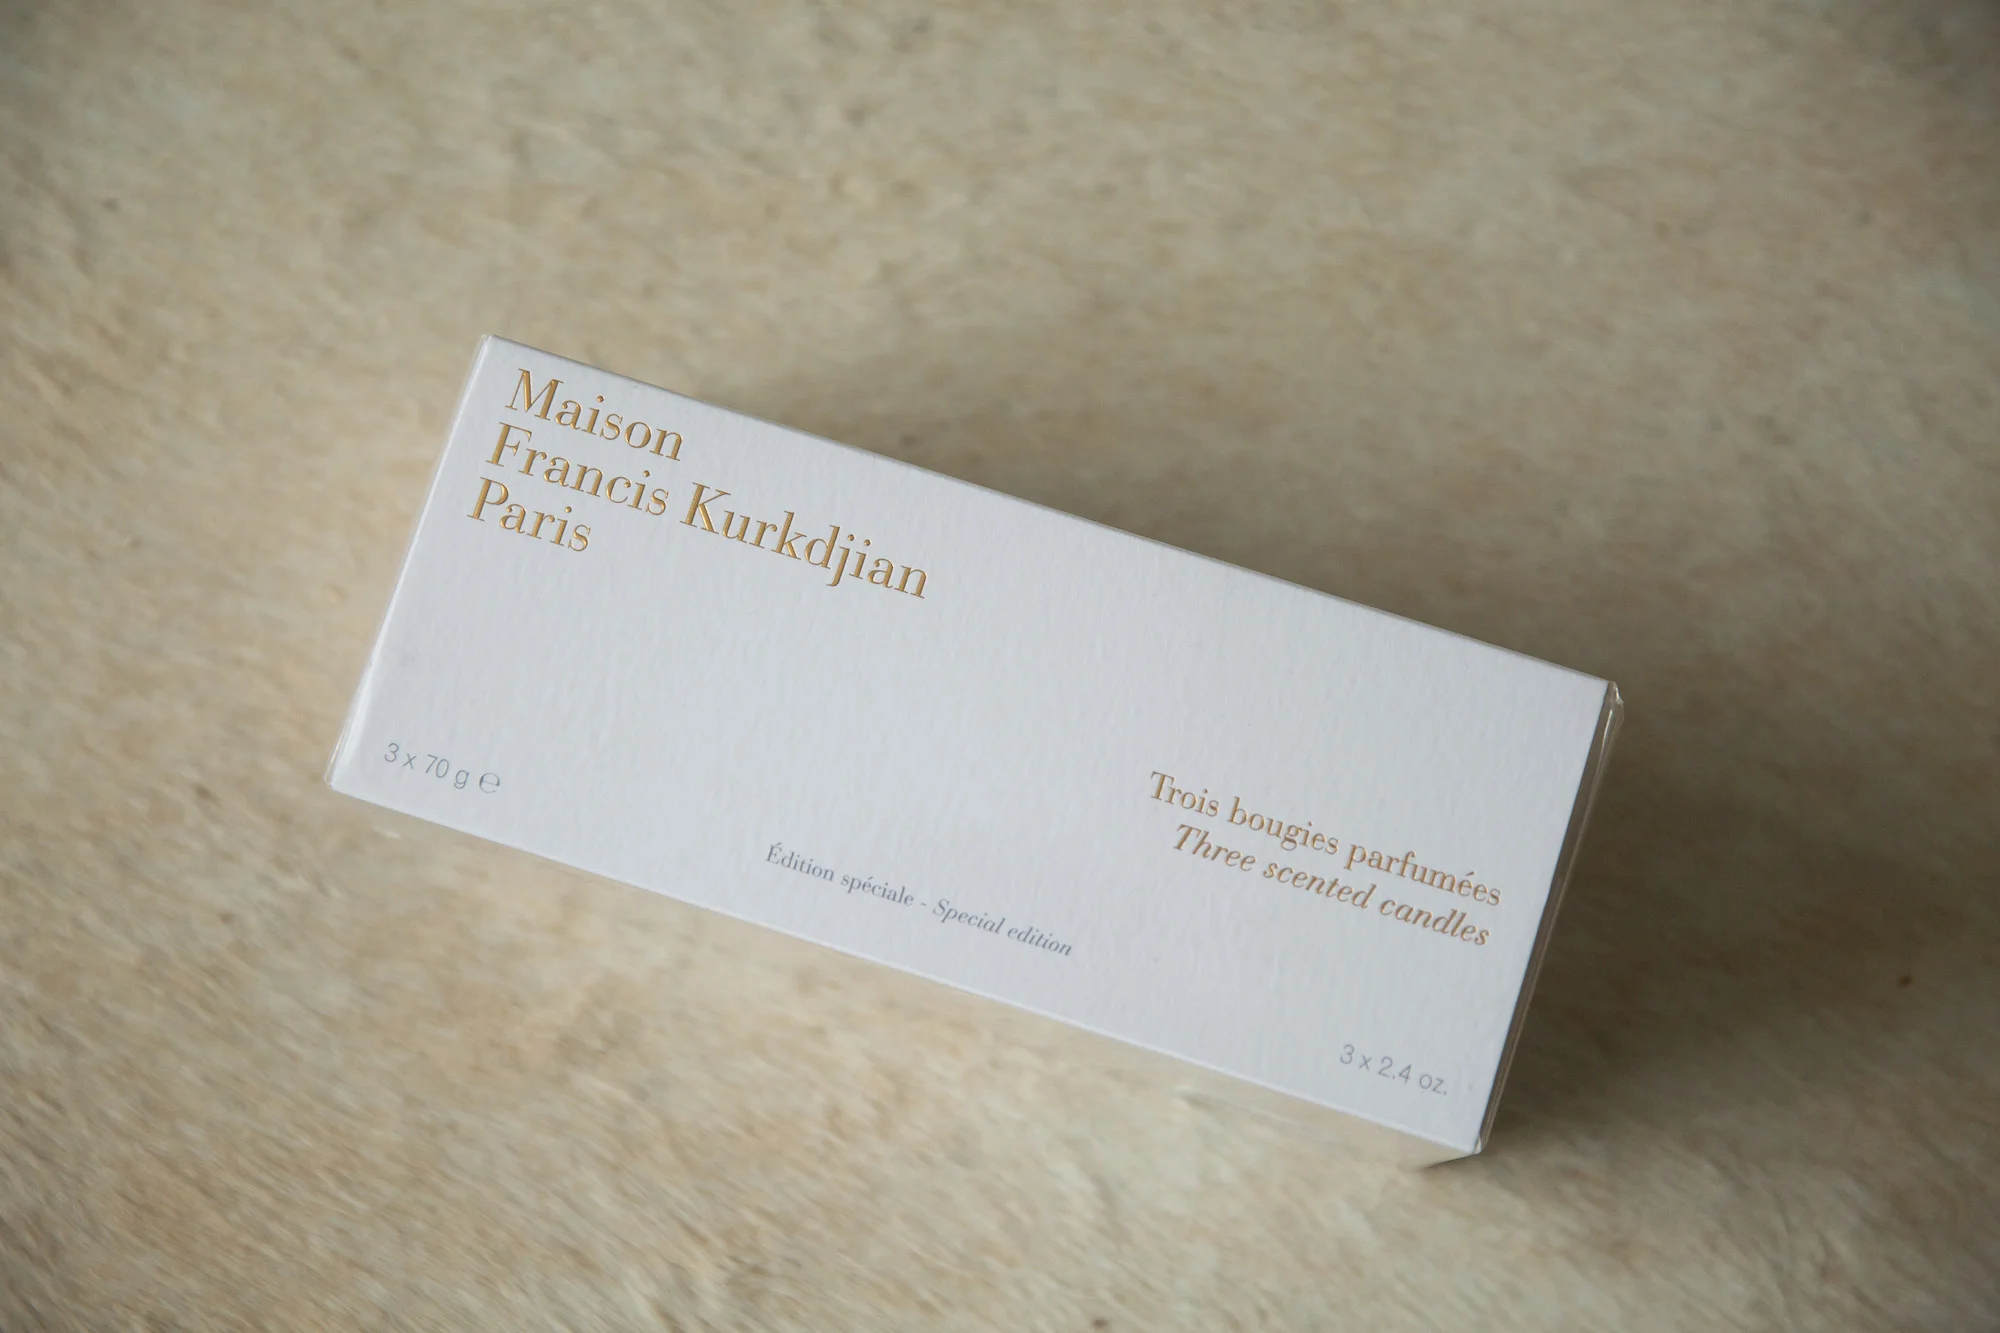 Maison
Francis Kurkdjian
Paris
3 x 70 g ℮
Trois bougies parfumées
Three scented candles
Édition spéciale - Special edition
3 x 2.4 oz.